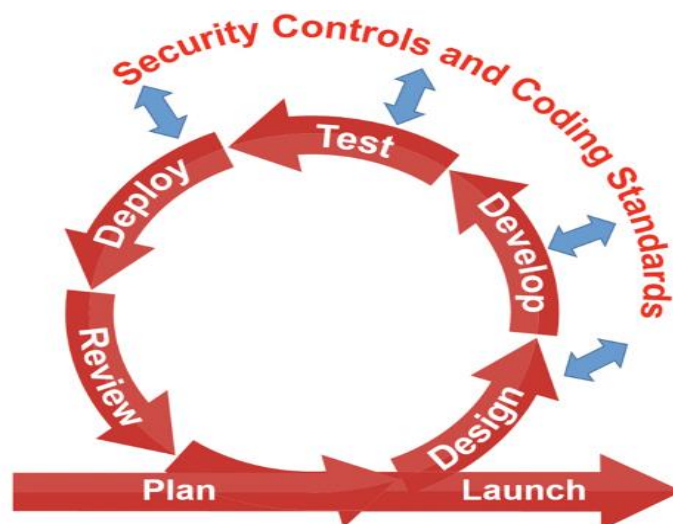 Security Controls and Coding Standards
Test
Deploy
Develop
Review
Design
Plan
Launch